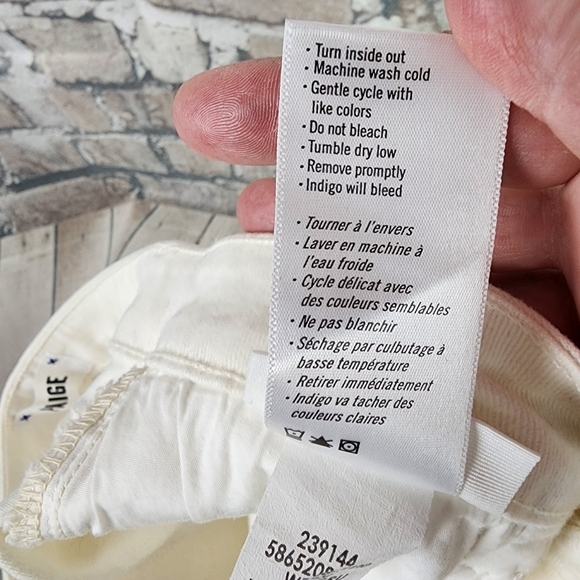 • Turn inside out
• Machine wash cold
• Gentle cycle with
like colors
• Do not bleach
• Tumble dry low
• Remove promptly
• Indigo will bleed
• Tourner à l'envers
• Laver en machine à
l'eau froide
• Cycle délicat avec
des couleurs semblables
• Ne pas blanchir
• Séchage par culbutage à
basse température
• Retirer immédiatement
• Indigo va tacher des
couleurs claires
AIGE
239144